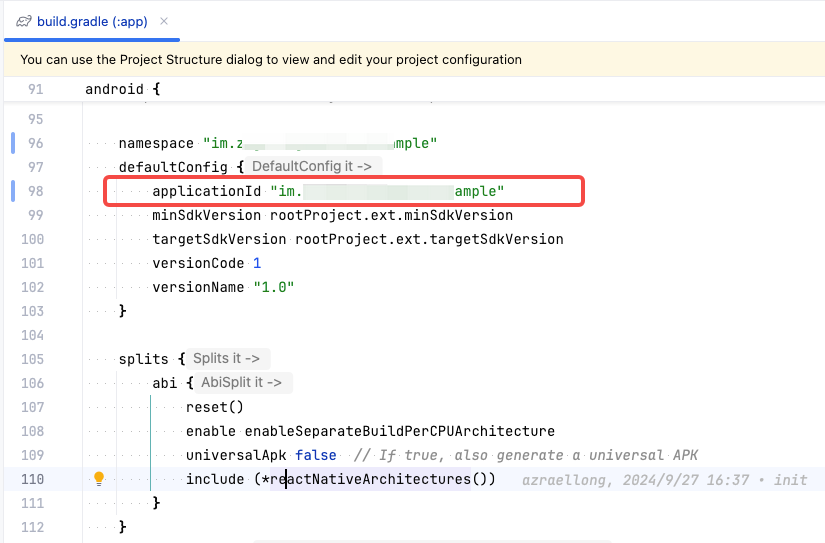 build.gradle (:app)
You can use the Project Structure dialog to view and edit your project configuration
91 android {
95
96 namespace "im.z mple"
97 defaultConfig { DefaultConfig it ->
98 applicationId "im. ample"
99 minSdkVersion rootProject.ext.minSdkVersion
100 targetSdkVersion rootProject.ext.targetSdkVersion
101 versionCode 1
102 versionName "1.0"
103 }
104
105 splits { Splits it ->
106 abi { AbiSplit it ->
107 reset()
108 enable enableSeparateBuildPerCPUArchitecture
109 universalApk false // If true, also generate a universal APK
110 include (*reactNativeArchitectures()) azraellong, 2024/9/27 16:37 • init
111 }
112 }